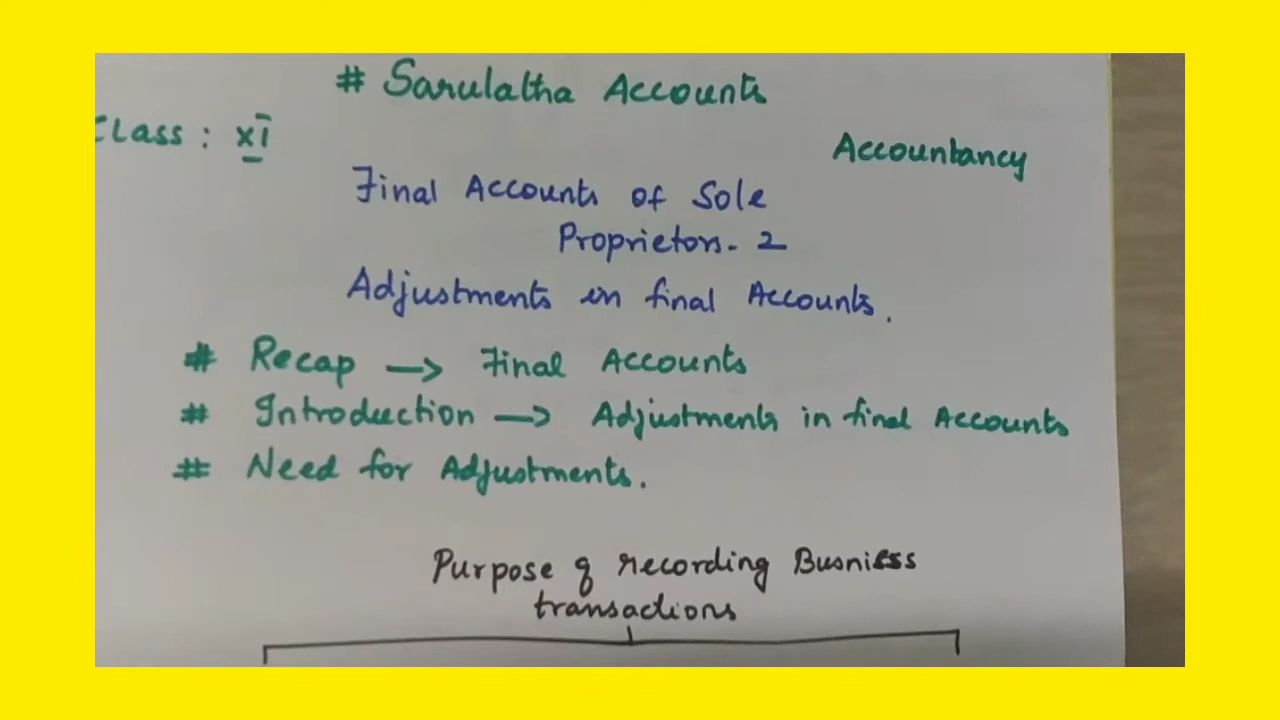 # Sarulatha Accounts
Class : XI
Accountancy
Final Accounts of Sole
Proprietors - 2
Adjustments in final Accounts.
# Recap → Final Accounts
# Introduction → Adjustments in final Accounts
# Need for Adjustments.
Purpose of recording Busniess
transactions